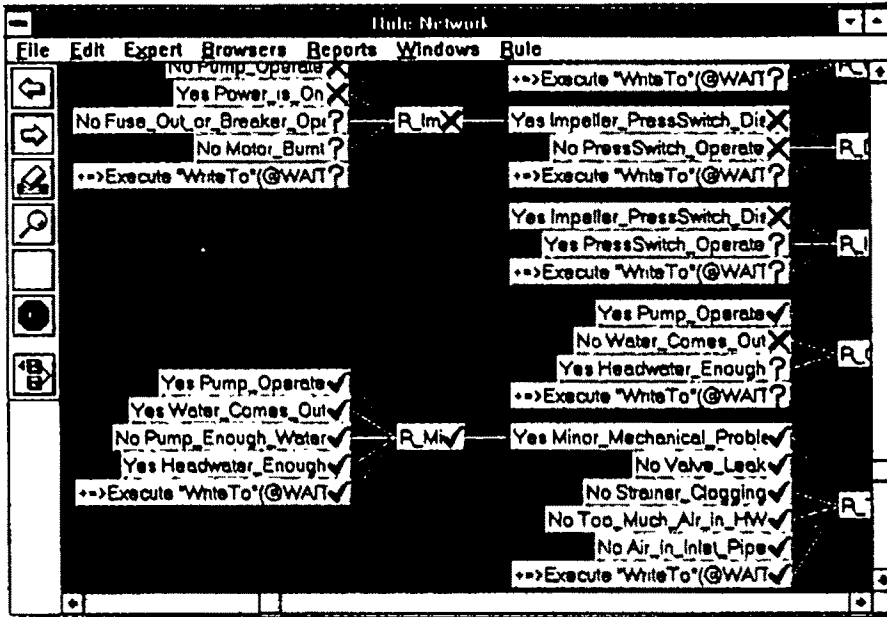 Rule Network
File Edit Expert Browsers Reports Windows Rule
No Pump_Operate
Yes Power_is_On
No Fuse_Out_or_Breaker_Ope?
No Motor_Burnt?
+=>Execute "WriteTo"(@WAIT?
R_Im
+=>Execute "WriteTo"(@WAIT?
Yes Impeller_PressSwitch_Dis
No PressSwitch_Operate
+=>Execute "WriteTo"(@WAIT?
Yes Impeller_PressSwitch_Dis
Yes PressSwitch_Operate?
+=>Execute "WriteTo"(@WAIT?
Yes Pump_Operate
No Water_Comes_Out
Yes Headwater_Enough?
+=>Execute "WriteTo"(@WAIT?
Yes Pump_Operate
Yes Water_Comes_Out
No Pump_Enough_Water
Yes Headwater_Enough
+=>Execute "WriteTo"(@WAIT
R_Mi
Yes Minor_Mechanical_Proble
No Valve_Leak
No Strainer_Clogging
No Too_Much_Air_in_HW
No Air_in_Inlet_Pipe
+=>Execute "WriteTo"(@WAIT